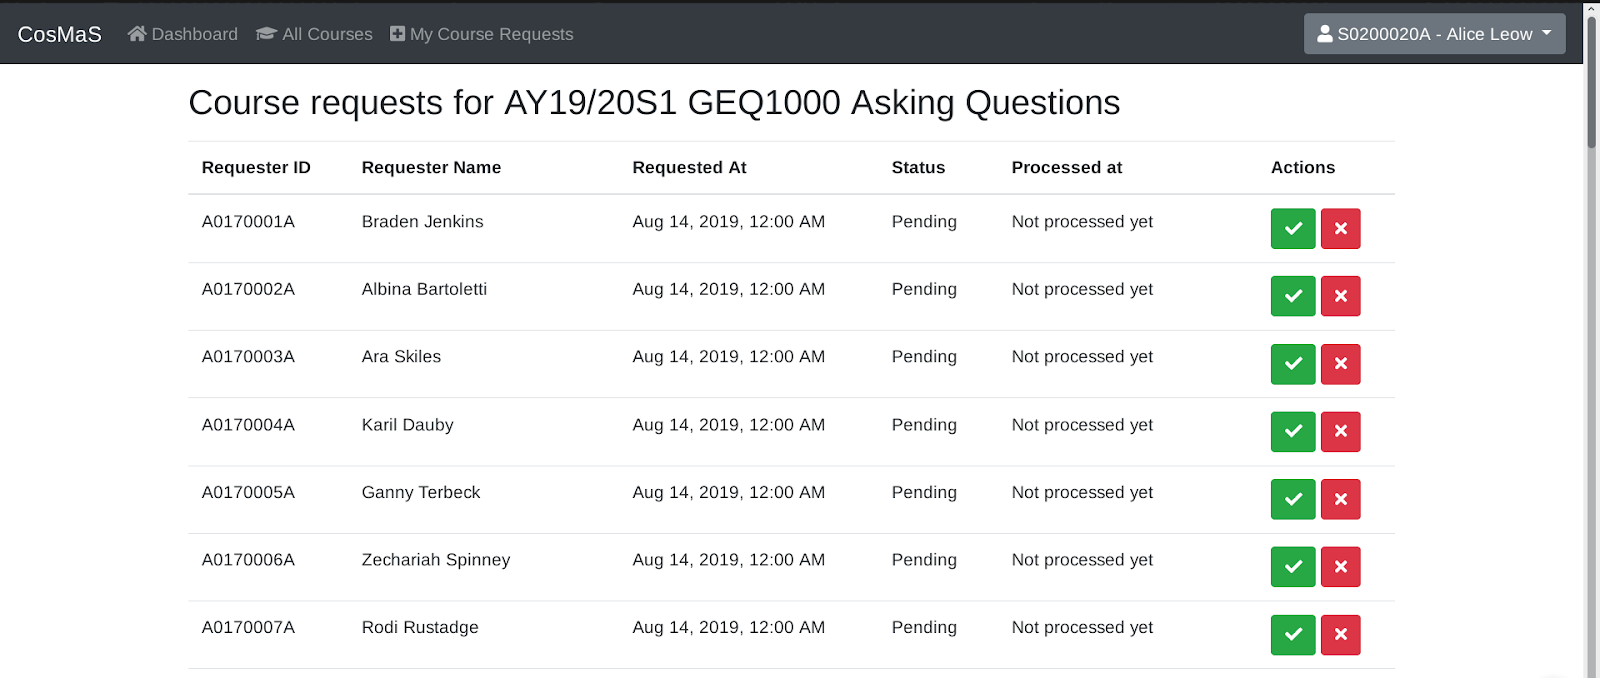 CosMaS Dashboard All Courses My Course Requests S0200020A - Alice Leow
Course requests for AY19/20S1 GEQ1000 Asking Questions
Requester ID Requester Name Requested At Status Processed at Actions
A0170001A Braden Jenkins Aug 14, 2019, 12:00 AM Pending Not processed yet
A0170002A Albina Bartoletti Aug 14, 2019, 12:00 AM Pending Not processed yet
A0170003A Ara Skiles Aug 14, 2019, 12:00 AM Pending Not processed yet
A0170004A Karil Dauby Aug 14, 2019, 12:00 AM Pending Not processed yet
A0170005A Ganny Terbeck Aug 14, 2019, 12:00 AM Pending Not processed yet
A0170006A Zechariah Spinney Aug 14, 2019, 12:00 AM Pending Not processed yet
A0170007A Rodi Rustadge Aug 14, 2019, 12:00 AM Pending Not processed yet